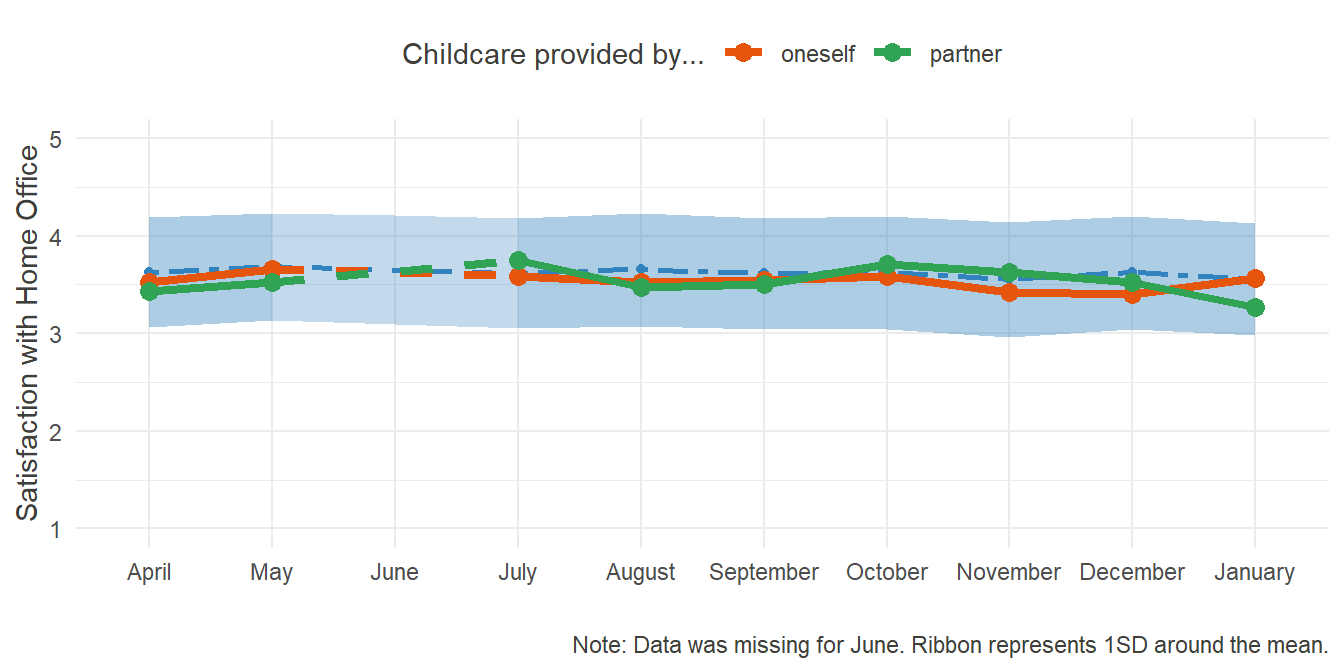 Childcare provided by... oneself partner
Satisfaction with Home Office
5
4
3
2
1
April May June July August September October November December January
Note: Data was missing for June. Ribbon represents 1SD around the mean.